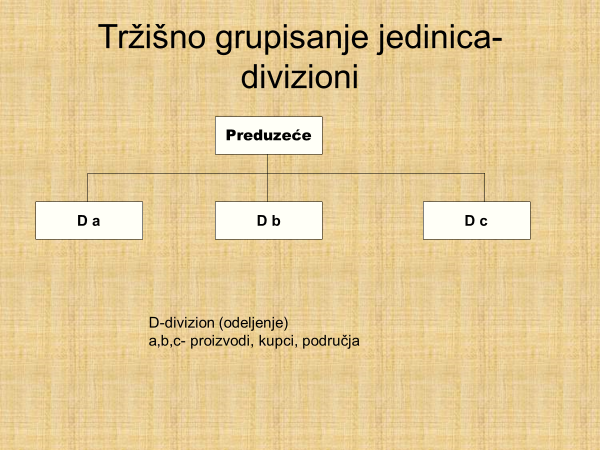 Tržišno grupisanje jedinica-
divizioni
Preduzeće
D a
D b
D c
D-divizion (odeljenje)
a,b,c- proizvodi, kupci, područja